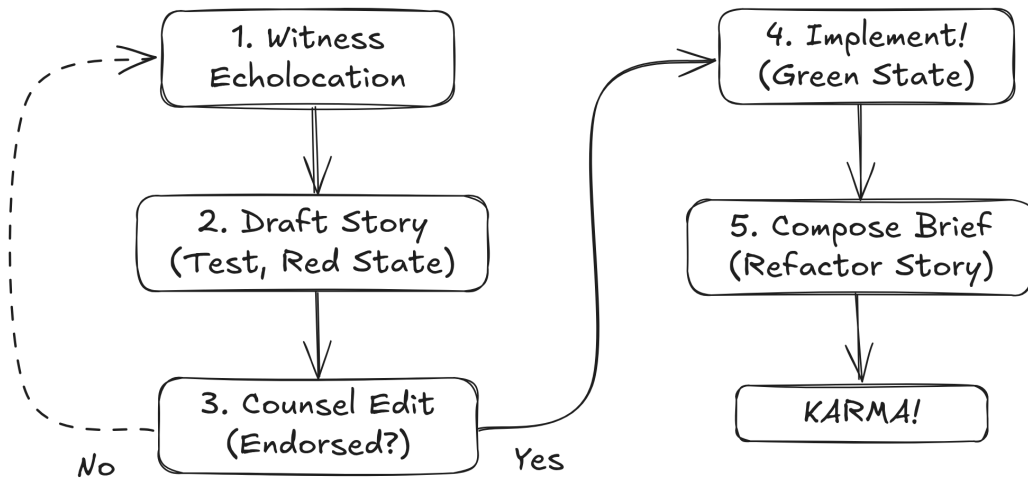 1. Witness
Echolocation
2. Draft Story
(Test, Red State)
3. Counsel Edit
(Endorsed?)
No
Yes
4. Implement!
(Green State)
5. Compose Brief
(Refactor Story)
KARMA!